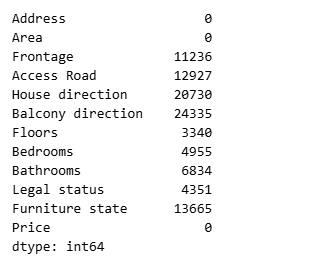 Address 0
Area 0
Frontage 11236
Access Road 12927
House direction 20730
Balcony direction 24335
Floors 3340
Bedrooms 4955
Bathrooms 6834
Legal status 4351
Furniture state 13665
Price 0
dtype: int64